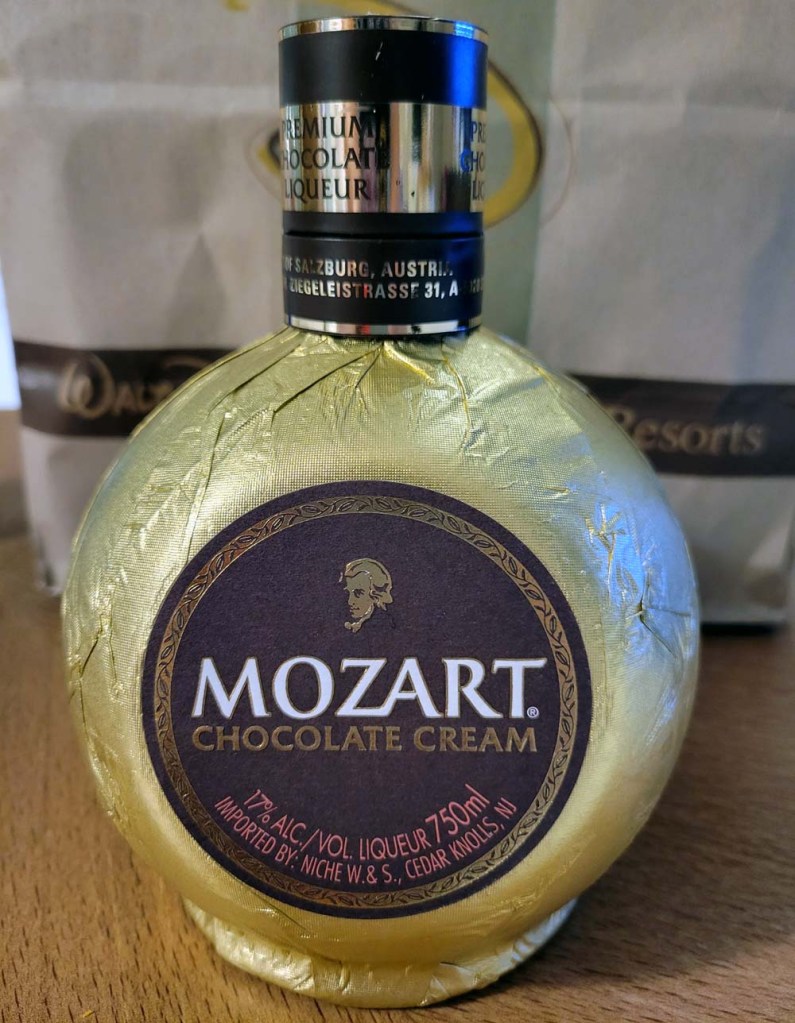 PREMIUM
CHOCOLATE
LIQUEUR
OF SALZBURG, AUSTRIA
ZIEGELEISTRASSE 31, A
Resorts
MOZART®
CHOCOLATE CREAM
17% ALC./VOL. LIQUEUR 750ml
IMPORTED BY: NICHE W. & S., CEDAR KNOLLS, NJ